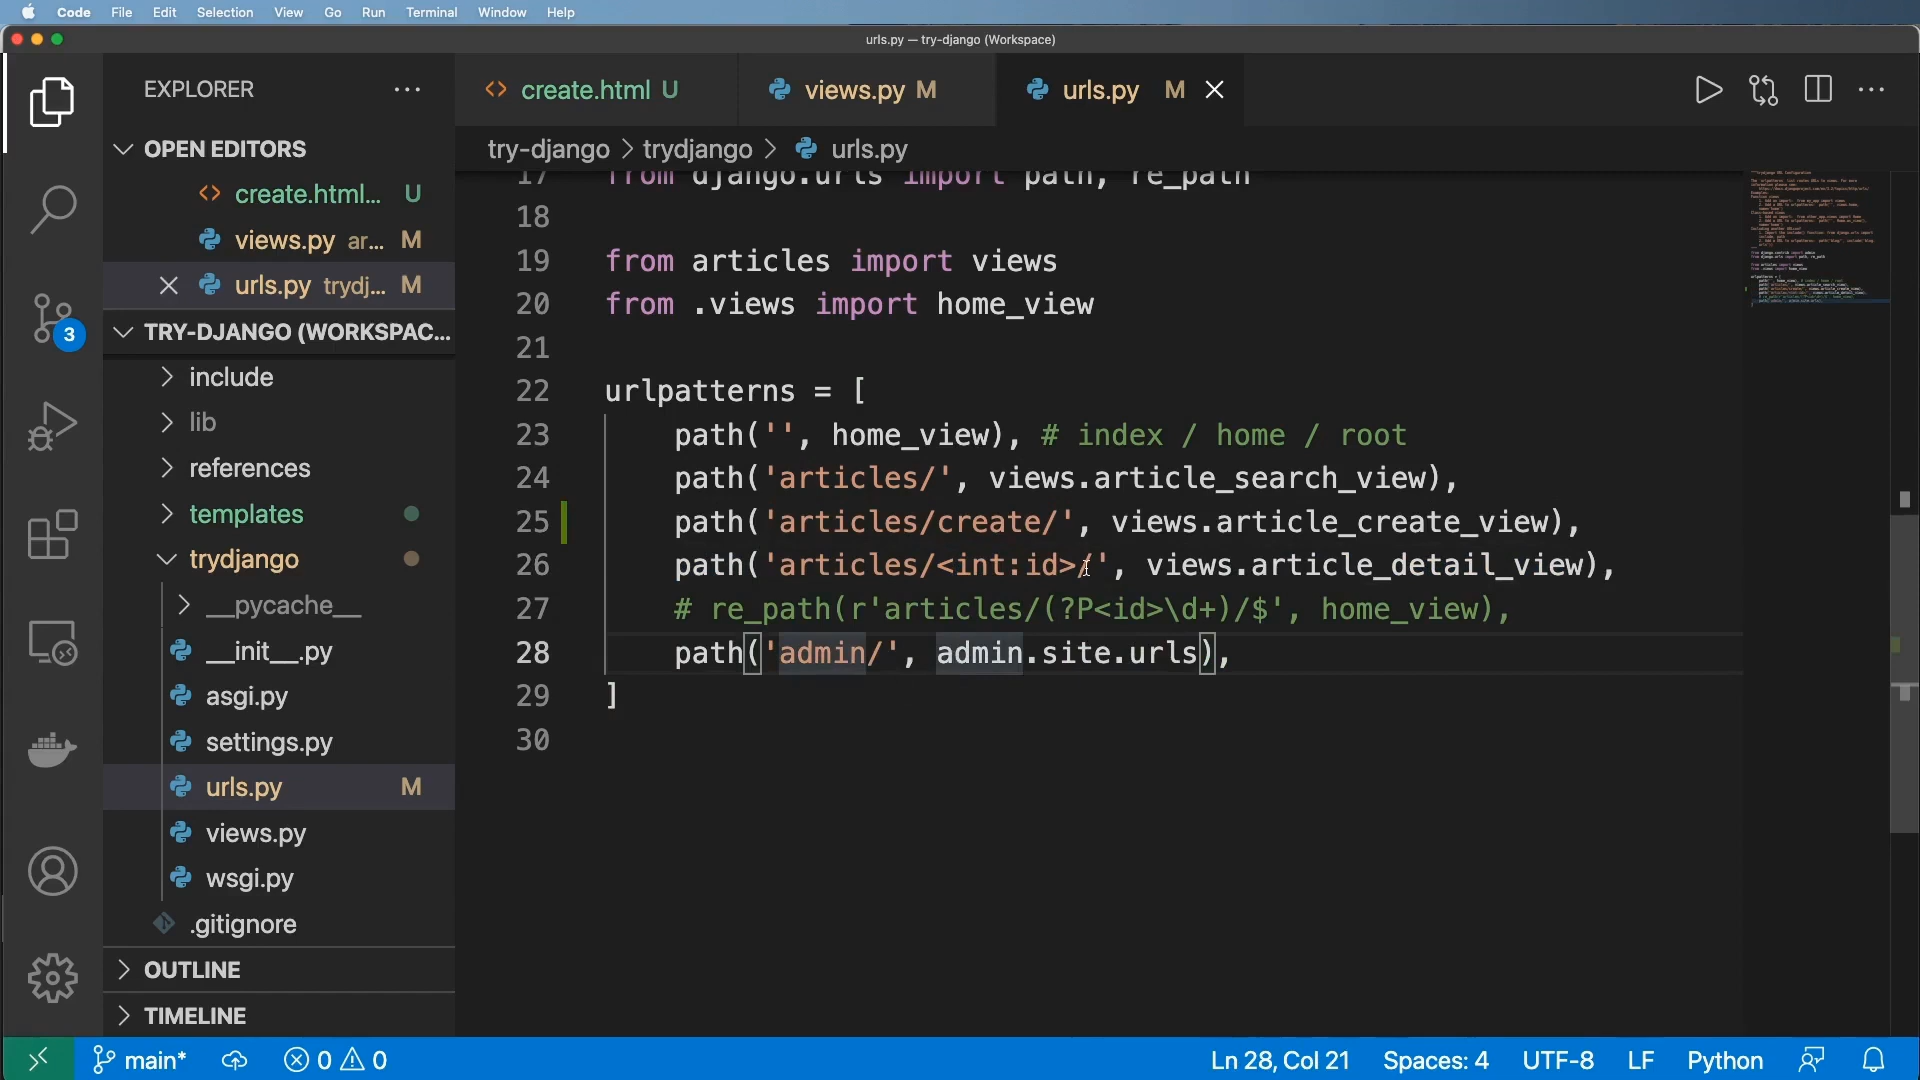 Code File Edit Selection View Go Run Terminal Window Help
urls.py — try-django (Workspace)
EXPLORER
create.html U
views.py M
urls.py M
OPEN EDITORS
try-django > trydjango > urls.py
create.html... U
views.py ar... M
urls.py trydj... M
TRY-DJANGO (WORKSPAC...
include
lib
references
templates
trydjango
__pycache__
__init__.py
asgi.py
settings.py
urls.py M
views.py
wsgi.py
.gitignore
OUTLINE
TIMELINE
3
17 from django.urls import path, re_path
18
19 from articles import views
20 from .views import home_view
21
22 urlpatterns = [
23 path('', home_view), # index / home / root
24 path('articles/', views.article_search_view),
25 path('articles/create/', views.article_create_view),
26 path('articles/<int:id>/', views.article_detail_view),
27 # re_path(r'articles/(?P<id>\d+)/$', home_view),
28 path('admin/', admin.site.urls),
29 ]
30
main* 0 0 Ln 28, Col 21 Spaces: 4 UTF-8 LF Python